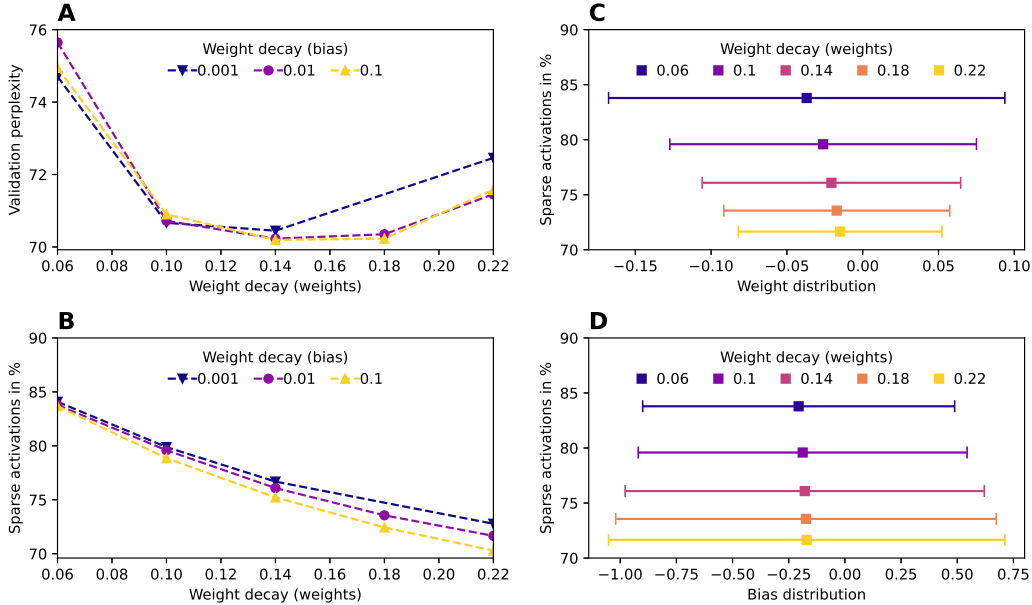 A
Weight decay (bias)
0.001 0.01 0.1
Validation perplexity
76
74
72
70
0.06 0.08 0.10 0.12 0.14 0.16 0.18 0.20 0.22
Weight decay (weights)
C
Weight decay (weights)
0.06 0.1 0.14 0.18 0.22
Sparse activations in %
90
85
80
75
70
−0.15 −0.10 −0.05 0.00 0.05 0.10
Weight distribution
B
Weight decay (bias)
0.001 0.01 0.1
Sparse activations in %
90
85
80
75
70
0.06 0.08 0.10 0.12 0.14 0.16 0.18 0.20 0.22
Weight decay (weights)
D
Weight decay (weights)
0.06 0.1 0.14 0.18 0.22
Sparse activations in %
90
85
80
75
70
−1.00 −0.75 −0.50 −0.25 0.00 0.25 0.50 0.75
Bias distribution